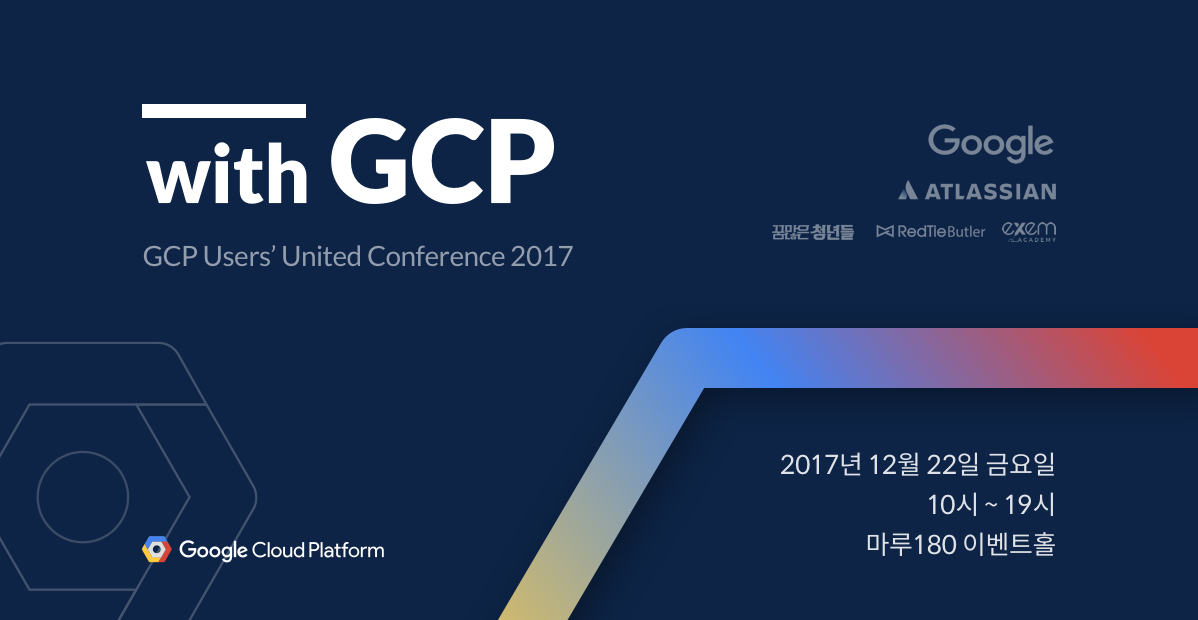 with GCP
GCP Users’ United Conference 2017
Google
ATLASSIAN
꿈많은청년들 RedTieButler exem ACADEMY
2017년 12월 22일 금요일
10시 ~ 19시
마루180 이벤트홀
Google Cloud Platform